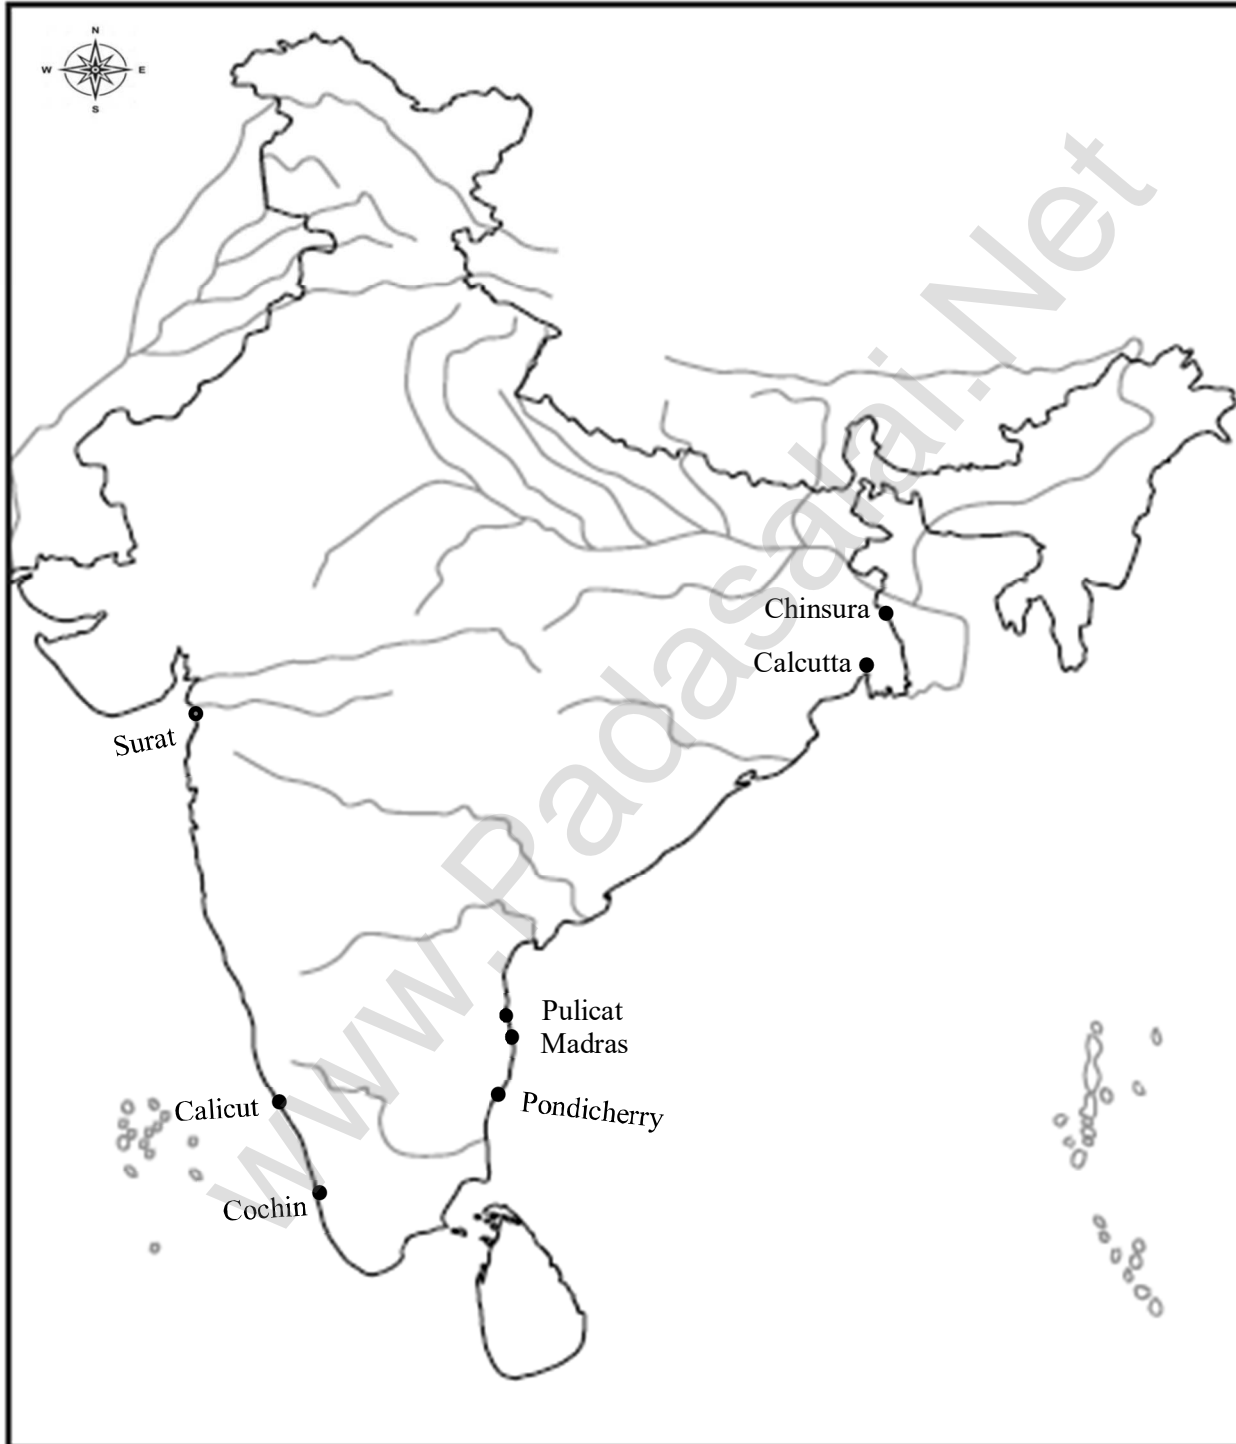 N
W E
S
Chinsura
Calcutta
Surat
Pulicat
Madras
Pondicherry
Calicut
Cochin
www.Padasalai.Net